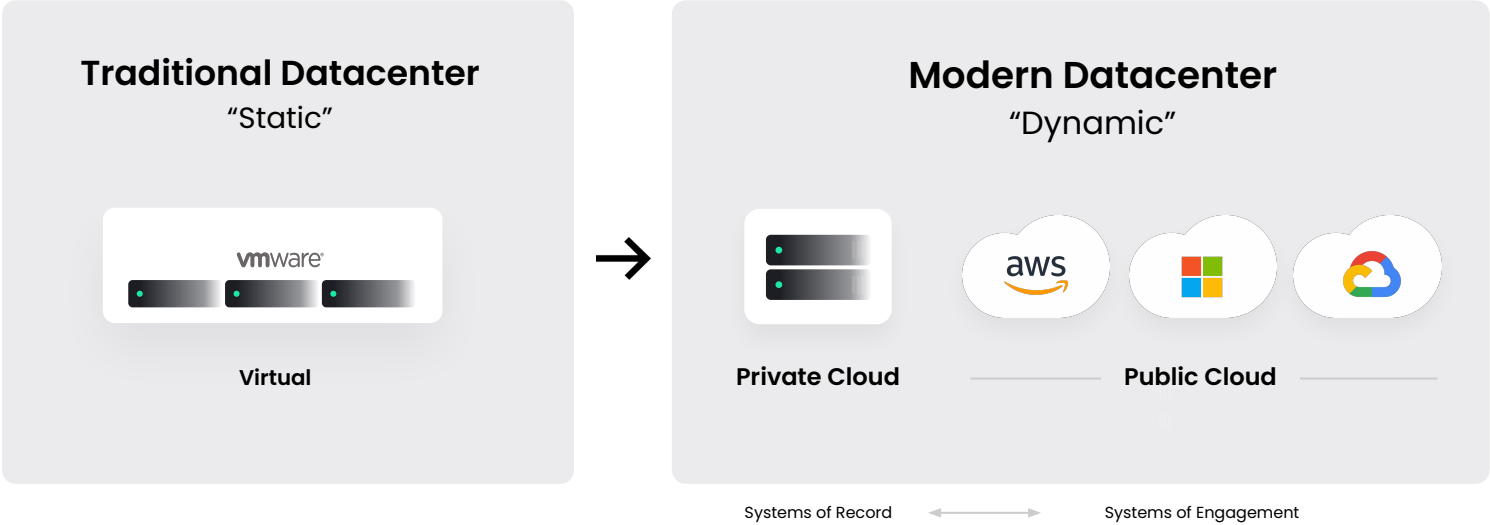 Traditional Datacenter
“Static”
vmware®
Virtual
Modern Datacenter
“Dynamic”
aws
Private Cloud
Public Cloud
Systems of Record
Systems of Engagement